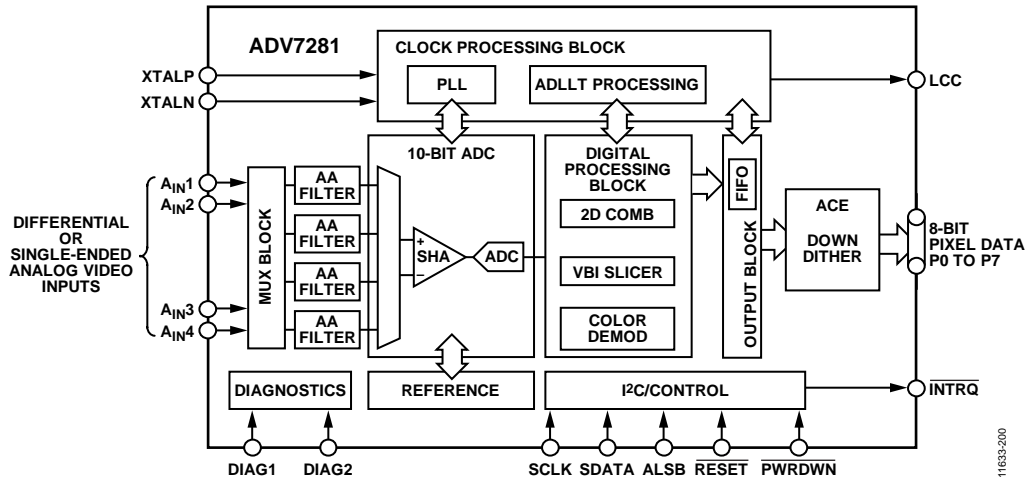 ADV7281
CLOCK PROCESSING BLOCK
PLL
ADLLT PROCESSING
XTALP
XTALN
LCC
10-BIT ADC
DIGITAL
PROCESSING
BLOCK
2D COMB
VBI SLICER
COLOR
DEMOD
OUTPUT BLOCK
FIFO
ACE
DOWN
DITHER
8-BIT
PIXEL DATA
P0 TO P7
DIFFERENTIAL
OR
SINGLE-ENDED
ANALOG VIDEO
INPUTS
AIN1
AIN2
AIN3
AIN4
MUX BLOCK
AA
FILTER
AA
FILTER
AA
FILTER
AA
FILTER
+
SHA
–
ADC
DIAGNOSTICS
REFERENCE
I2C/CONTROL
INTRQ
DIAG1
DIAG2
SCLK
SDATA
ALSB
RESET
PWRDWN
11633-200